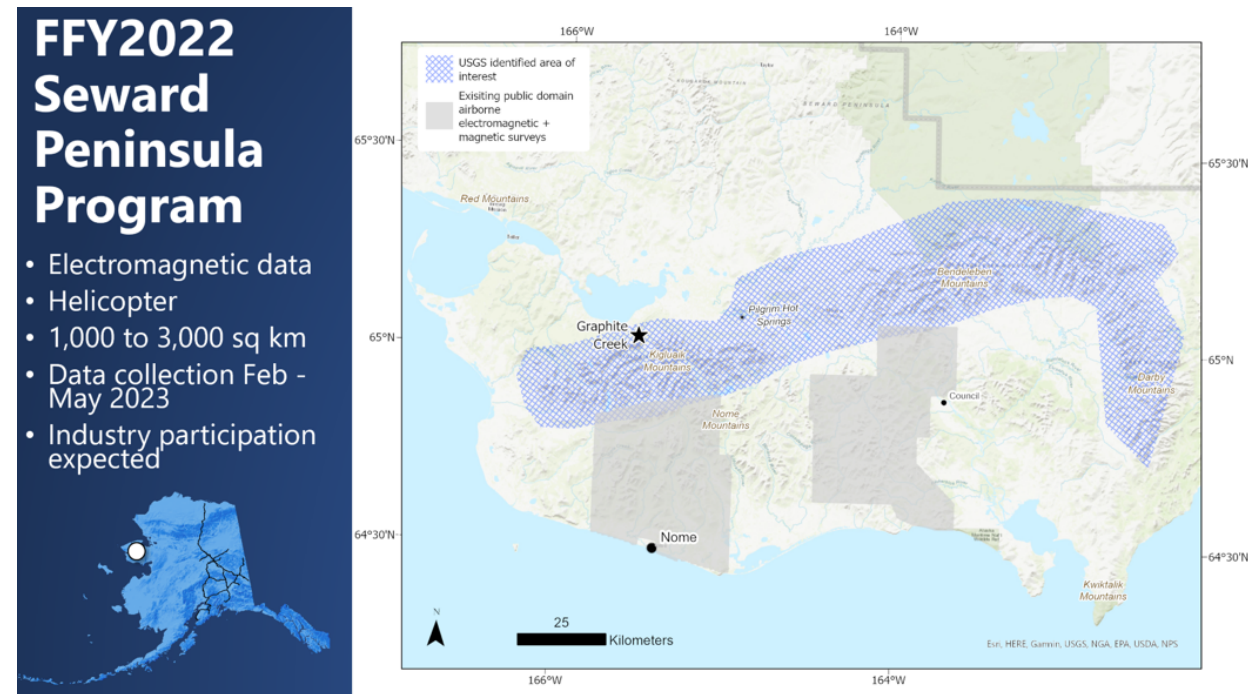 FFY2022
Seward
Peninsula
Program
• Electromagnetic data
• Helicopter
• 1,000 to 3,000 sq km
• Data collection Feb -
May 2023
• Industry participation
expected
166°W
164°W
USGS identified area of
interest
Exisiting public domain
airborne
electromagnetic +
magnetic surveys
SEWARD PENINSULA
65°30'N
65°30'N
Red Mountains
Bendeleben
Mountains
Pilgrim Hot
Springs
Graphite
Creek
65°N
65°N
Kigluaik
Mountains
Darby
Mountains
Council
Nome
Mountains
64°30'N
64°30'N
Nome
Kwiktalik
Mountains
N
25
Kilometers
Esri, HERE, Garmin, USGS, NGA, EPA, USDA, NPS
166°W
164°W